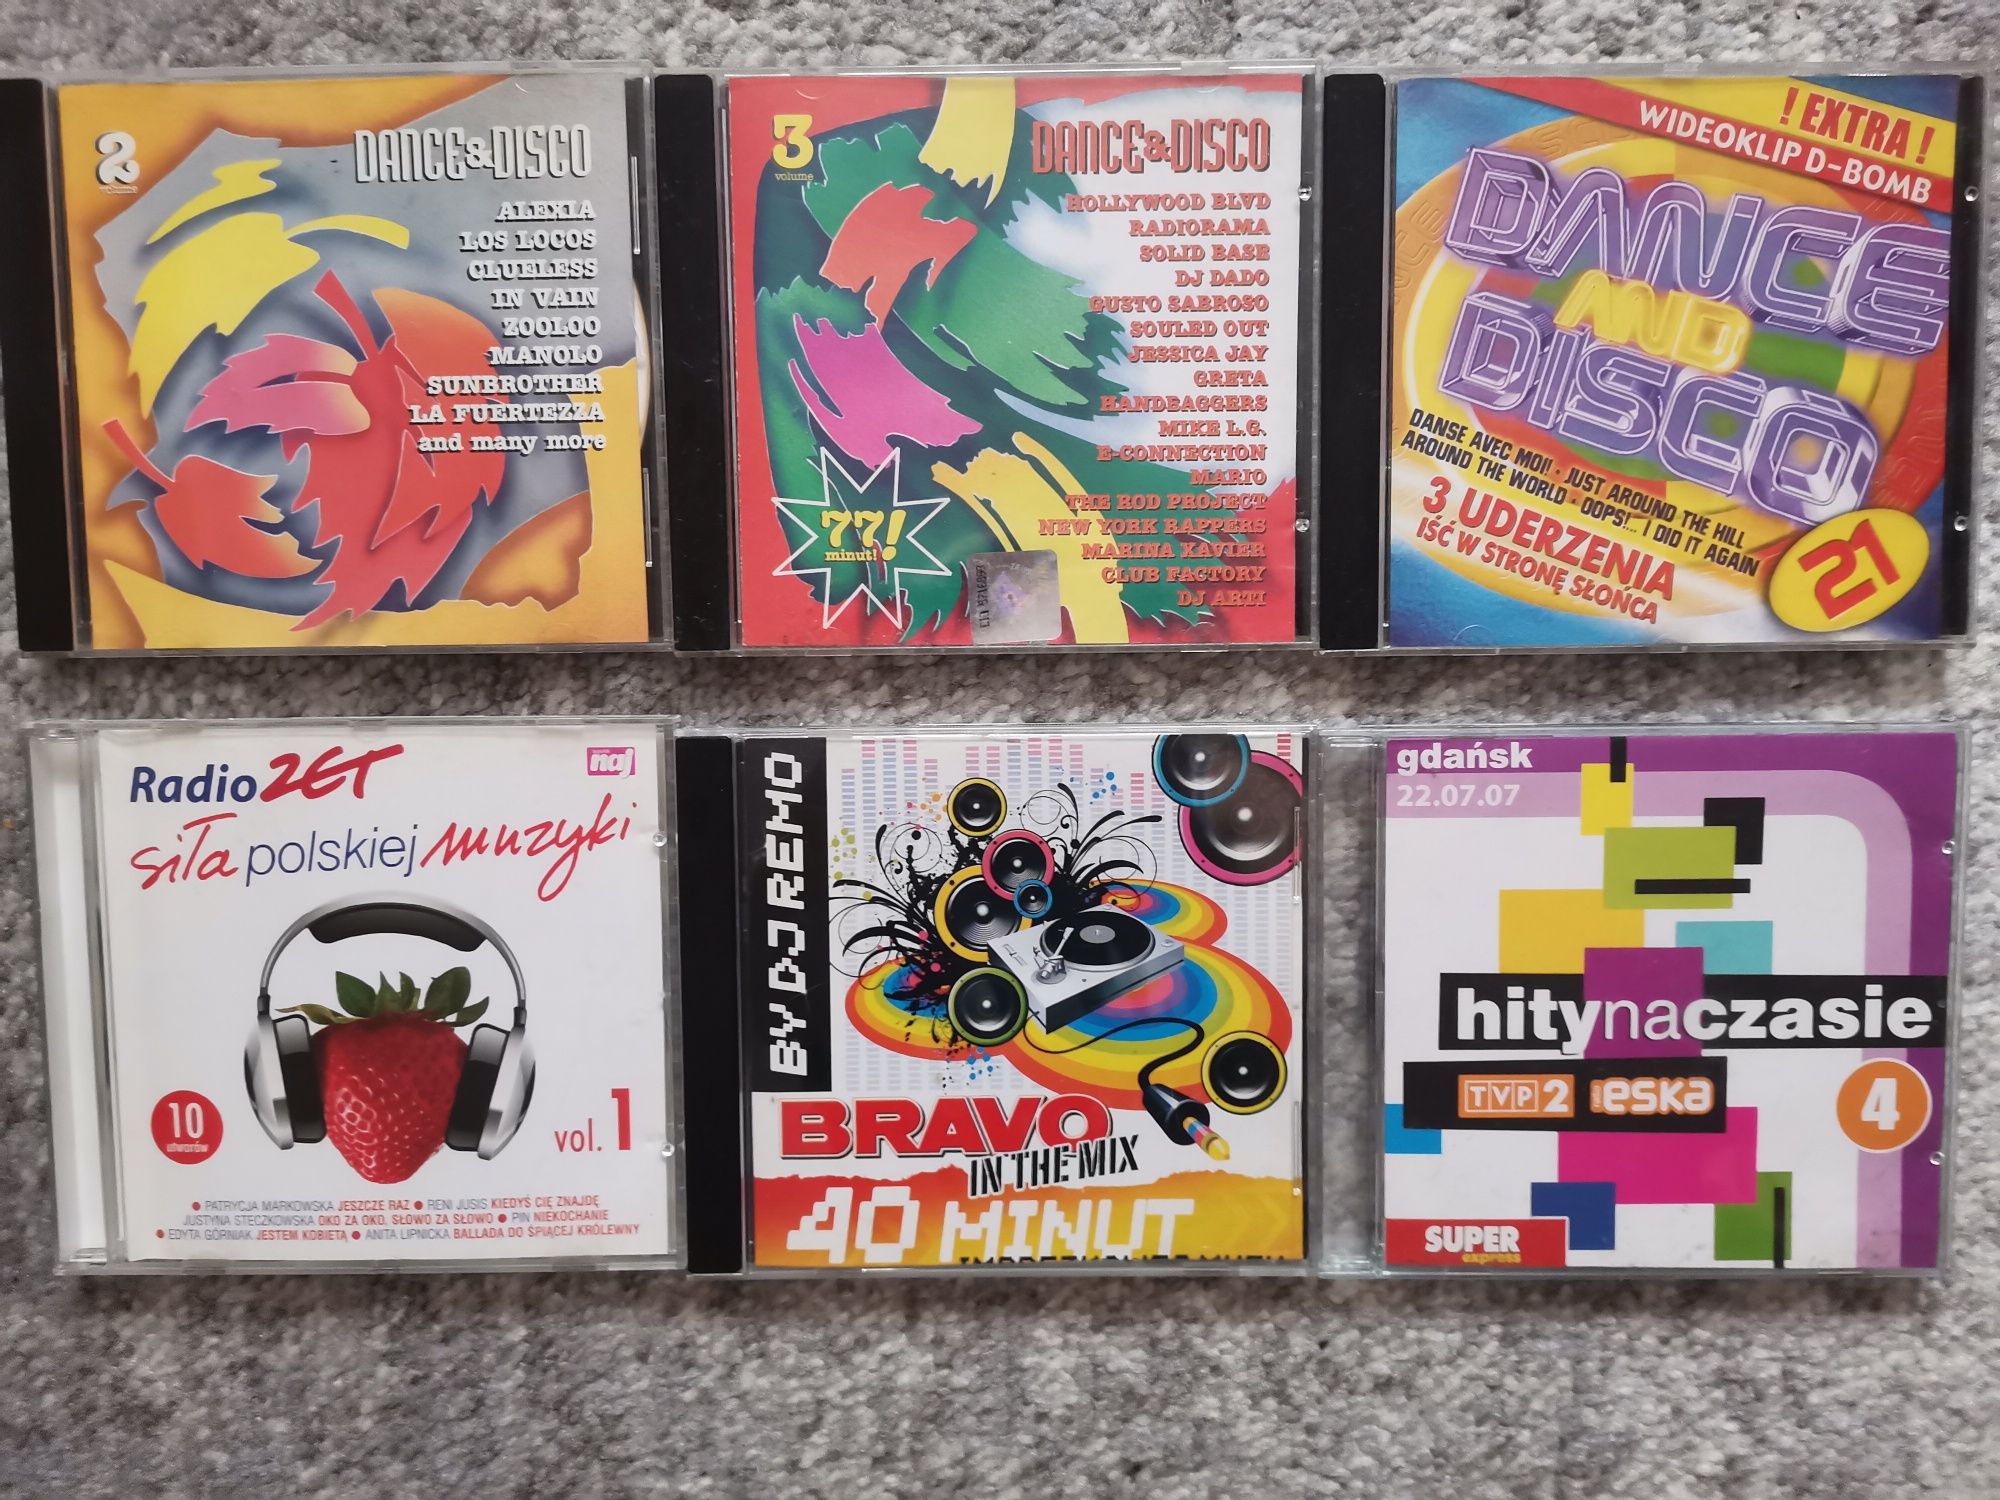 2
volume
DANCE&DISCO
ALEXIA
LOS LOCOS
CLUELESS
IN VAIN
ZOOLOO
MANOLO
SUNBROTHER
LA FUERTEZZA
and many more
3
volume
DANCE&DISCO
HOLLYWOOD BLVD
RADIORAMA
SOLID BASE
DJ DADO
GUSTO SABROSO
SOULED OUT
JESSICA JAY
GRETA
HANDBAGGERS
MIKE L.G.
E-CONNECTION
MARIO
THE ROD PROJECT
NEW YORK RAPPERS
MARINA XAVIER
CLUB FACTORY
DJ ARTI
77!
minut!
! EXTRA !
WIDEOKLIP D-BOMB
DANCE
AND
DISCO
DANSE AVEC MOI! · JUST AROUND THE HILL
AROUND THE WORLD · OOPS!... I DID IT AGAIN
3 UDERZENIA
IŚĆ W STRONĘ SŁOŃCA
21
Radio ZET
naj
siła polskiej muzyki
10
utworów
vol. 1
• PATRYCJA MARKOWSKA JESZCZE RAZ • RENI JUSIS KIEDYŚ CIĘ ZNAJDĘ
JUSTYNA STECZKOWSKA OKO ZA OKO, SŁOWO ZA SŁOWO • PIN NIEKOCHANIE
• EDYTA GÓRNIAK JESTEM KOBIETĄ • ANITA LIPNICKA BALLADA DO ŚPIĄCEJ KRÓLEWNY
BY DJ REMO
BRAVO
IN THE MIX
40 MINUT
gdańsk
22.07.07
hitynaczasie
TVP2 radio eska
4
SUPER
express